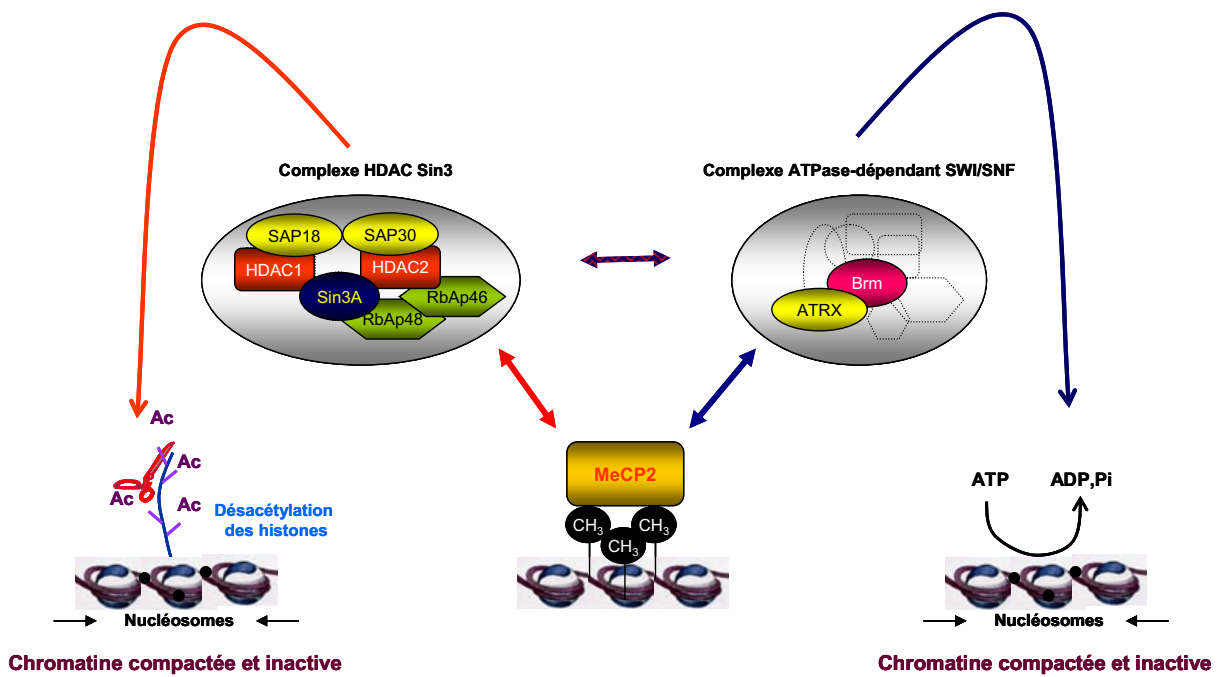 Complexe HDAC Sin3
Complexe ATPase-dépendant SWI/SNF
SAP18
SAP30
HDAC1
HDAC2
Sin3A
RbAp46
RbAp48
Brm
ATRX
Ac
Ac
Ac
Ac
Désacétylation
des histones
MeCP2
CH3
CH3
CH3
ATP
ADP,Pi
Nucléosomes
Nucléosomes
Chromatine compactée et inactive
Chromatine compactée et inactive